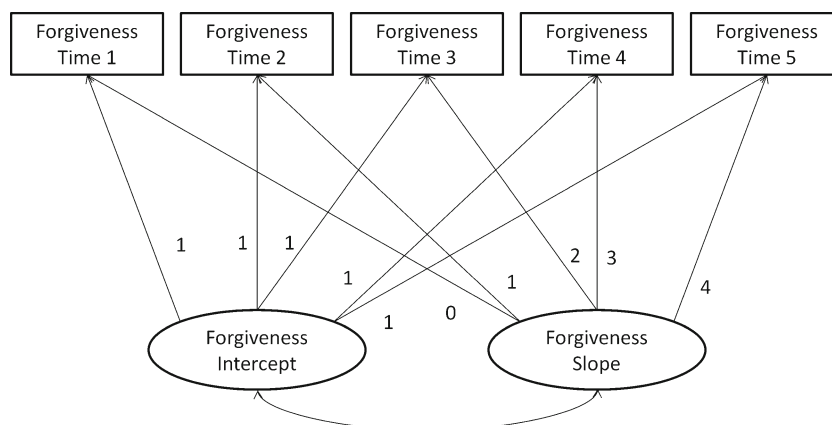 Forgiveness
Time 1
Forgiveness
Time 2
Forgiveness
Time 3
Forgiveness
Time 4
Forgiveness
Time 5
1
1
1
1
1
0
1
2
3
4
Forgiveness
Intercept
Forgiveness
Slope